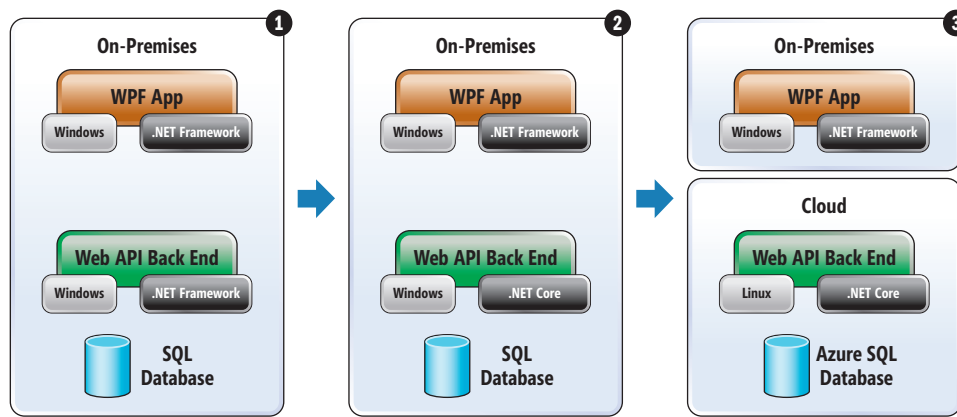 1
On-Premises
WPF App
Windows
.NET Framework
Web API Back End
Windows
.NET Framework
SQL
Database
2
On-Premises
WPF App
Windows
.NET Framework
Web API Back End
Windows
.NET Core
SQL
Database
3
On-Premises
WPF App
Windows
.NET Framework
Cloud
Web API Back End
Linux
.NET Core
Azure SQL
Database